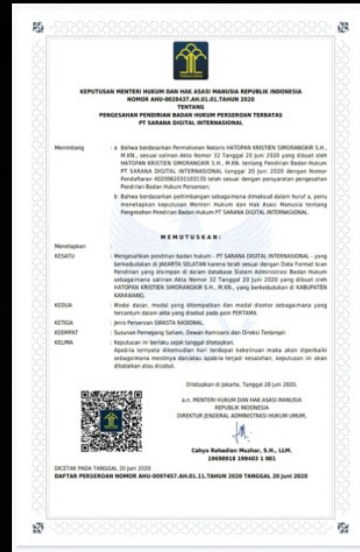 KEPUTUSAN MENTERI HUKUM DAN HAK ASASI MANUSIA REPUBLIK INDONESIA
NOMOR AHU-0028437.AH.01.01.TAHUN 2020
TENTANG
PENGESAHAN PENDIRIAN BADAN HUKUM PERSEROAN TERBATAS
PT SARANA DIGITAL INTERNASIONAL
Menimbang : a Bahwa berdasarkan Permohonan Notaris HATOPAN KRISTIEN SIMORANGKIR S.H.,
M.KN., sesuai salinan Akta Nomor 32 Tanggal 20 Juni 2020 yang dibuat oleh
HATOPAN KRISTIEN SIMORANGKIR S.H., M.KN. tentang Pendirian Badan Hukum
PT SARANA DIGITAL INTERNASIONAL tanggal 20 Juni 2020 dengan Nomor
Pendaftaran 4020062031103135 telah sesuai dengan persyaratan pengesahan
Pendirian Badan Hukum Perseroan;
b Bahwa berdasarkan pertimbangan sebagaimana dimaksud dalam huruf a, perlu
menetapkan keputusan Menteri Hukum dan Hak Asasi Manusia tentang
Pengesahan Pendirian Badan Hukum PT SARANA DIGITAL INTERNASIONAL.
M E M U T U S K A N :
Menetapkan :
KESATU : Mengesahkan pendirian badan hukum - PT SARANA DIGITAL INTERNASIONAL - yang
berkedudukan di JAKARTA SELATAN karena telah sesuai dengan Data Format Isian
Pendirian yang disimpan di dalam database Sistem Administrasi Badan Hukum
sebagaimana salinan Akta Nomor 32 Tanggal 20 Juni 2020 yang dibuat oleh
HATOPAN KRISTIEN SIMORANGKIR S.H., M.KN., yang berkedudukan di KABUPATEN
KARAWANG.
KEDUA : Modal dasar, modal yang ditempatkan dan modal disetor sebagaimana yang
tercantum dalam akta yang disebut pada poin PERTAMA.
KETIGA : Jenis Perseroan SWASTA NASIONAL.
KEEMPAT : Susunan Pemegang Saham, Dewan Komisaris dan Direksi Terlampir.
KELIMA : Keputusan ini berlaku sejak tanggal ditetapkan.
Apabila ternyata dikemudian hari terdapat kekeliruan maka akan diperbaiki
sebagaimana mestinya dan/atau apabila terjadi kesalahan, keputusan ini akan
dibatalkan atau dicabut.
Ditetapkan di Jakarta, Tanggal 20 Juni 2020.
a.n. MENTERI HUKUM DAN HAK ASASI MANUSIA
REPUBLIK INDONESIA
DIREKTUR JENDERAL ADMINISTRASI HUKUM UMUM,
Cahyo Rahadian Muzhar, S.H., LLM.
19690918 199403 1 001
DICETAK PADA TANGGAL 20 Juni 2020
DAFTAR PERSEROAN NOMOR AHU-0097457.AH.01.11.TAHUN 2020 TANGGAL 20 Juni 2020